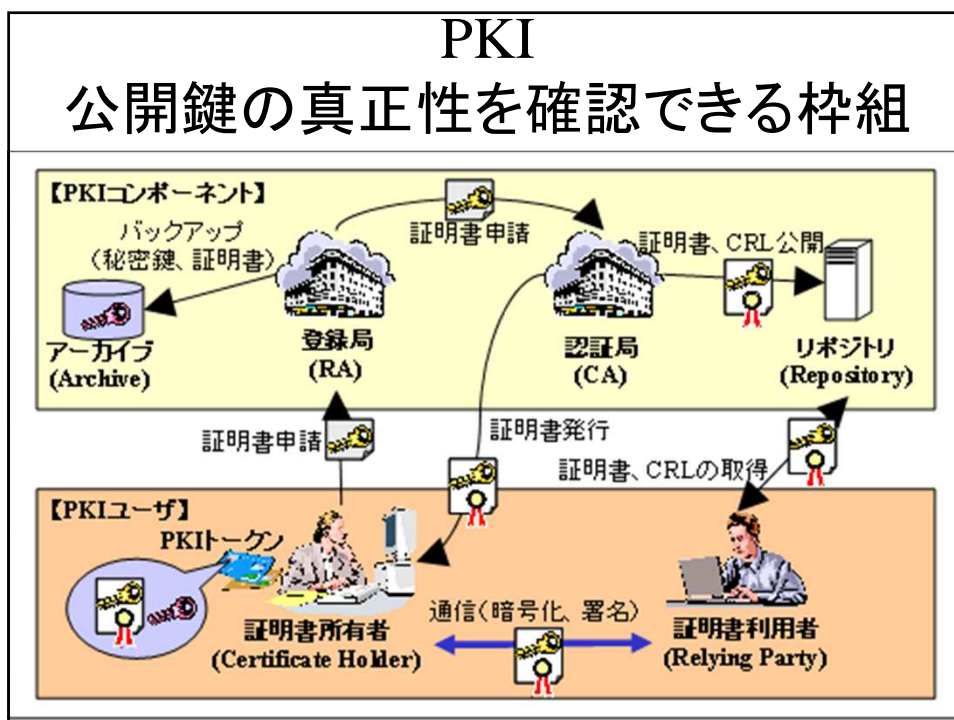 PKI
公開鍵の真正性を確認できる枠組
【PKIコンポーネント】
バックアップ
（秘密鍵、証明書）
証明書申請
証明書、CRL公開
アーカイブ
(Archive)
登録局
(RA)
認証局
(CA)
リポジトリ
(Repository)
証明書申請
証明書発行
証明書、CRLの取得
【PKIユーザ】
PKIトークン
通信（暗号化、署名）
証明書所有者
(Certificate Holder)
証明書利用者
(Relying Party)